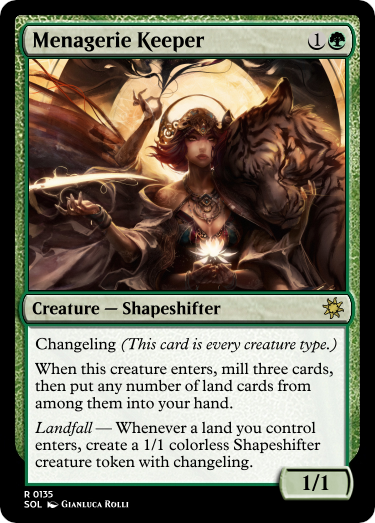 Menagerie Keeper 1
Creature — Shapeshifter
Changeling (This card is every creature type.)
When this creature enters, mill three cards,
then put any number of land cards from
among them into your hand.
Landfall — Whenever a land you control
enters, create a 1/1 colorless Shapeshifter
creature token with changeling.
1/1
R 0135
SOL Gianluca Rolli